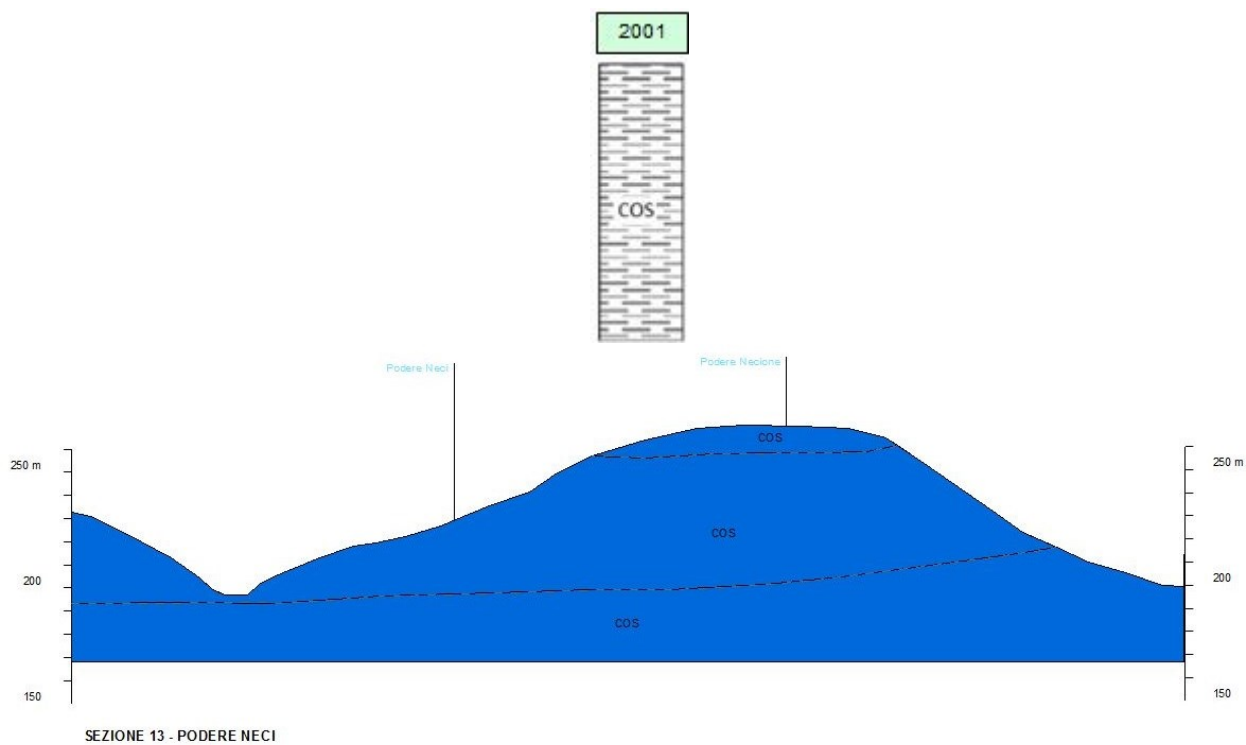 2001
COS
Podere Neci
Podere Necione
COS
250 m
250 m
COS
200
200
COS
150
150
SEZIONE 13 - PODERE NECI